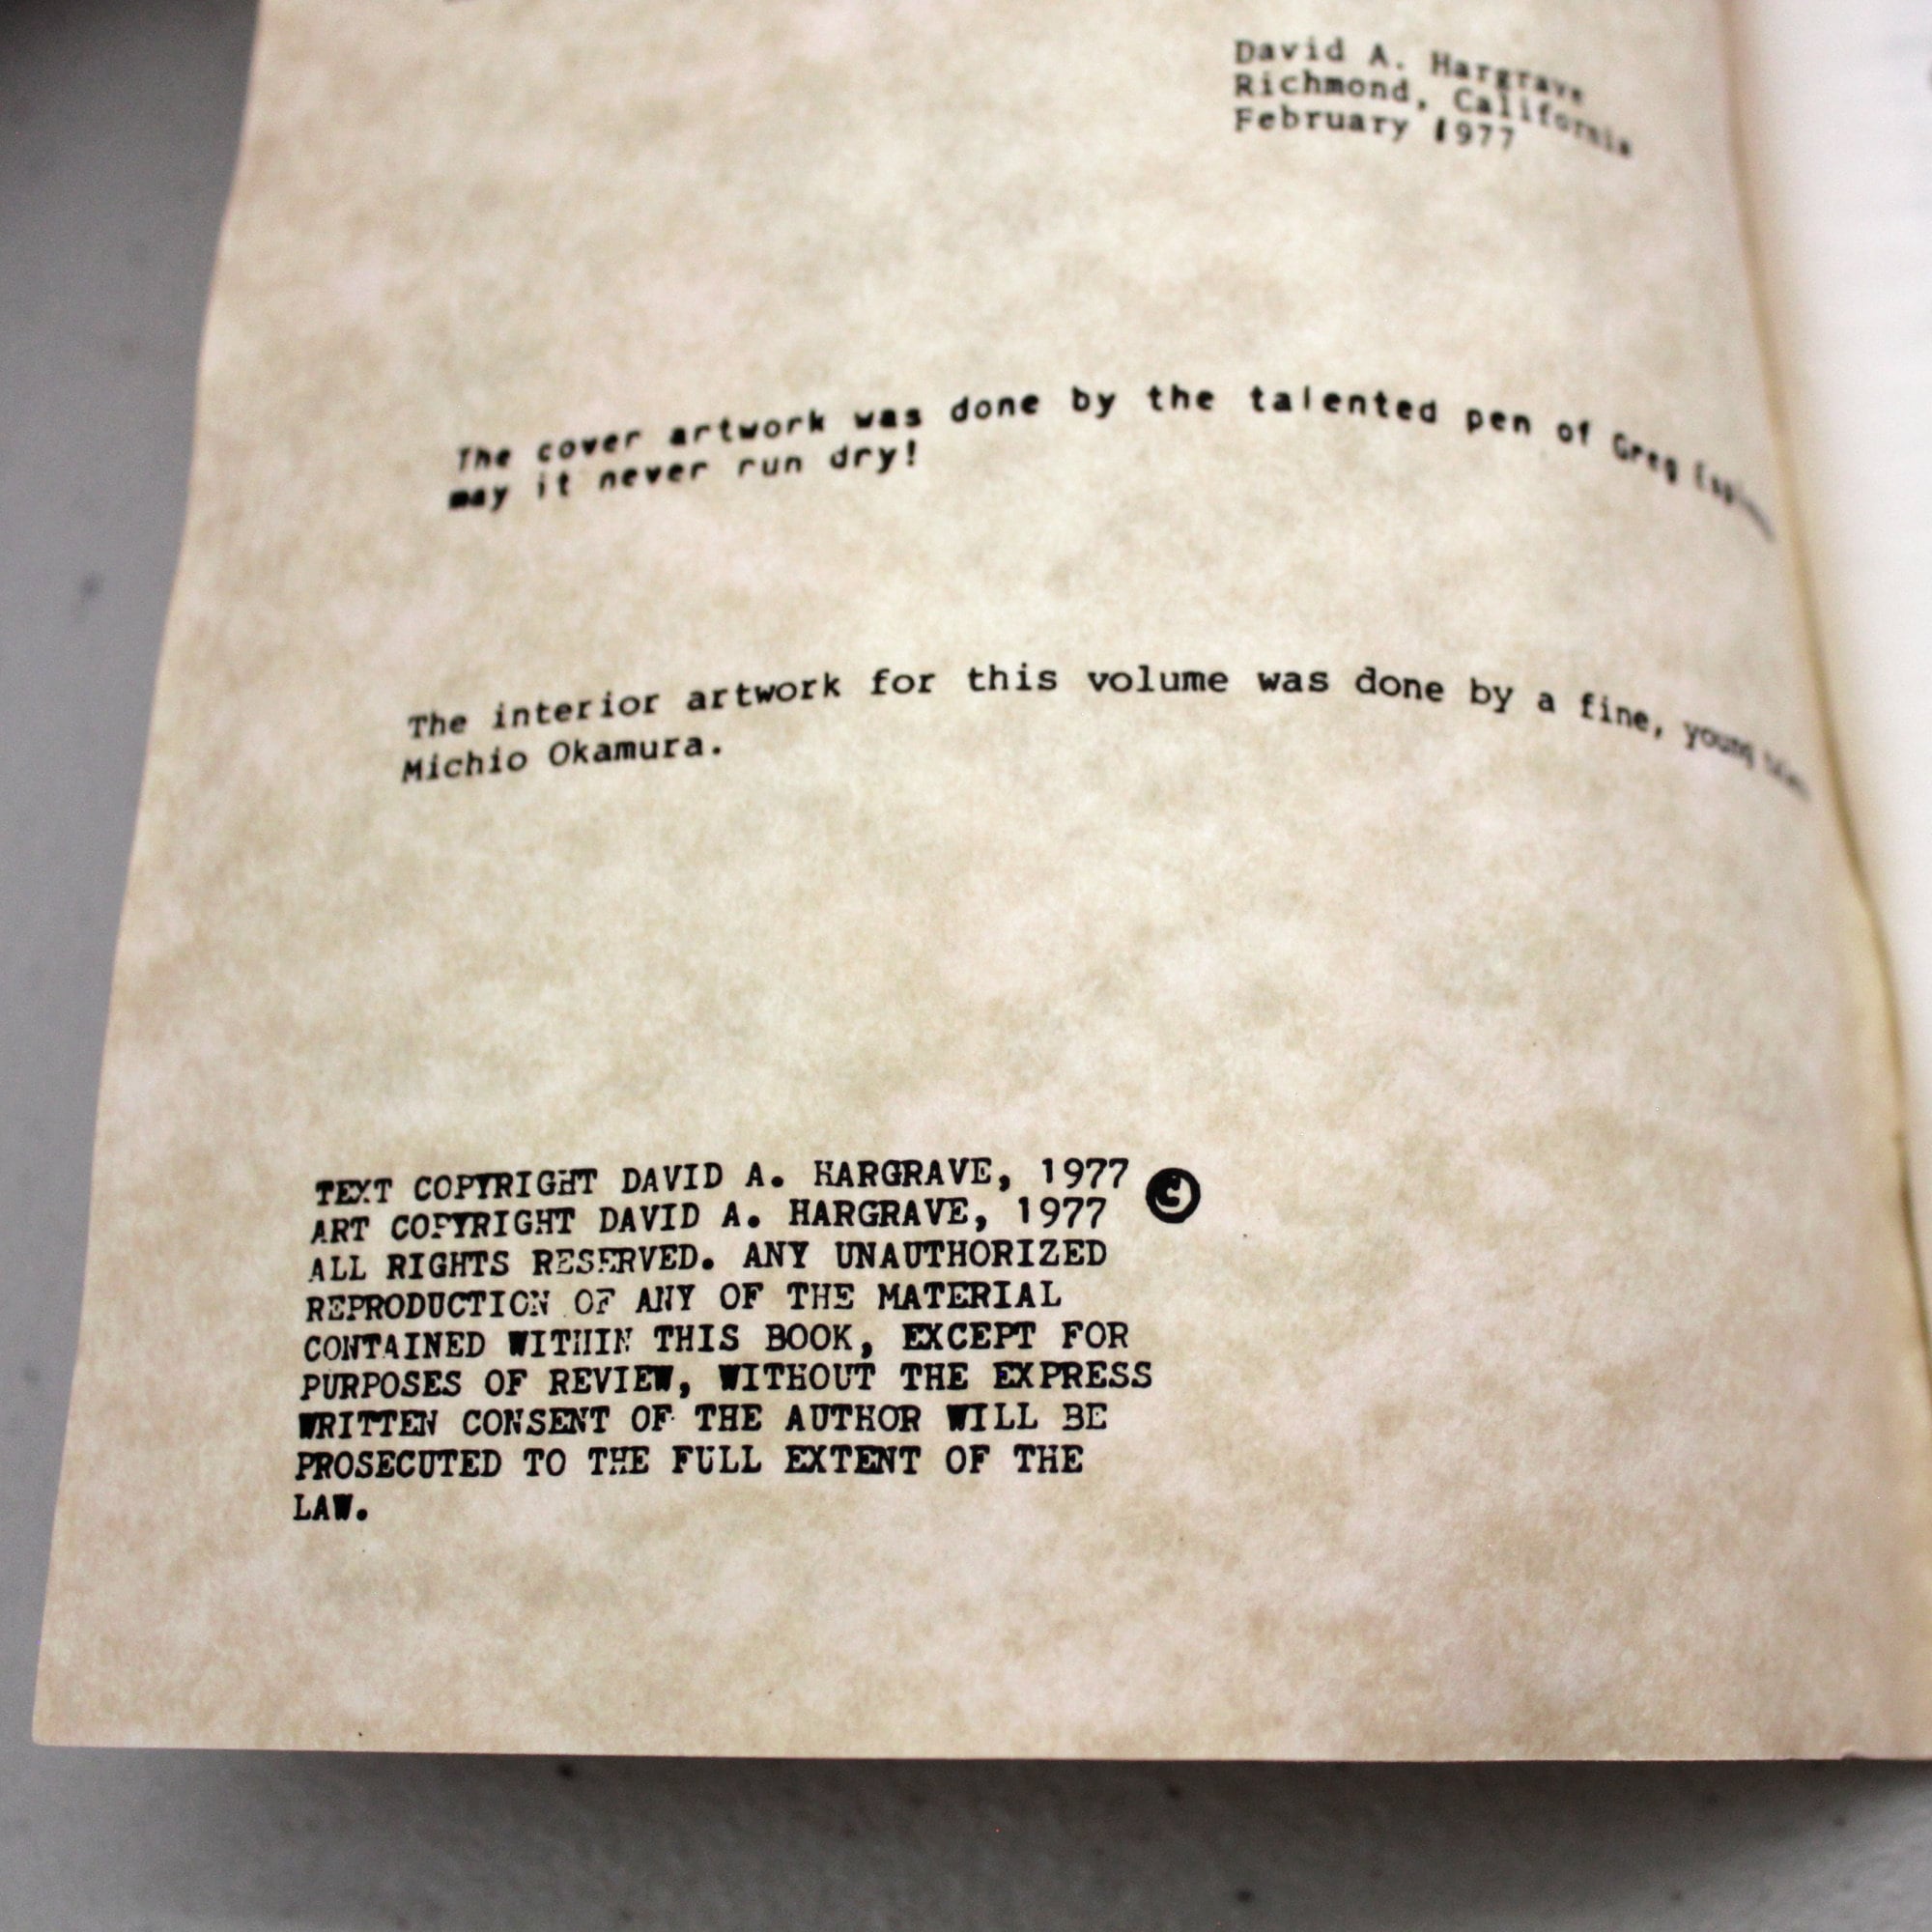 David A. Hargrave
Richmond, California
February 1977
The cover artwork was done by the talented pen of Greg
may it never run dry!
The interior artwork for this volume was done by a fine, young
Michio Okamura.
TEXT COPYRIGHT DAVID A. HARGRAVE, 1977 ©
ART COPYRIGHT DAVID A. HARGRAVE, 1977
ALL RIGHTS RESERVED. ANY UNAUTHORIZED
REPRODUCTION OF ANY OF THE MATERIAL
CONTAINED WITHIN THIS BOOK, EXCEPT FOR
PURPOSES OF REVIEW, WITHOUT THE EXPRESS
WRITTEN CONSENT OF THE AUTHOR WILL BE
PROSECUTED TO THE FULL EXTENT OF THE
LAW.